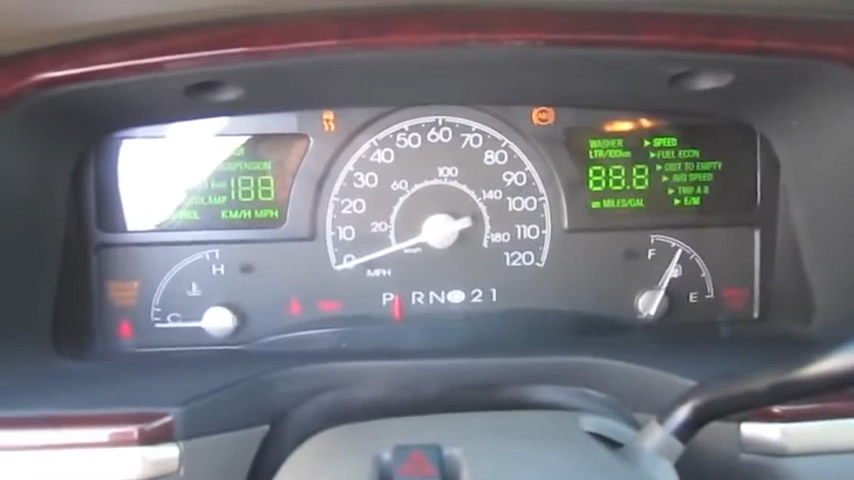 WASHER
LTR/100km
88.8
km MILES/GAL
SPEED
FUEL ECON
DIST TO EMPTY
AVG SPEED
TRIP A B
E/M
SUSPENSION
188
KM/H MPH
0 10 20 30 40 50 60 70 80 90 100 110 120
20 60 100 140 180
MPH
ABS
H
C
F
E
P R N D 2 1